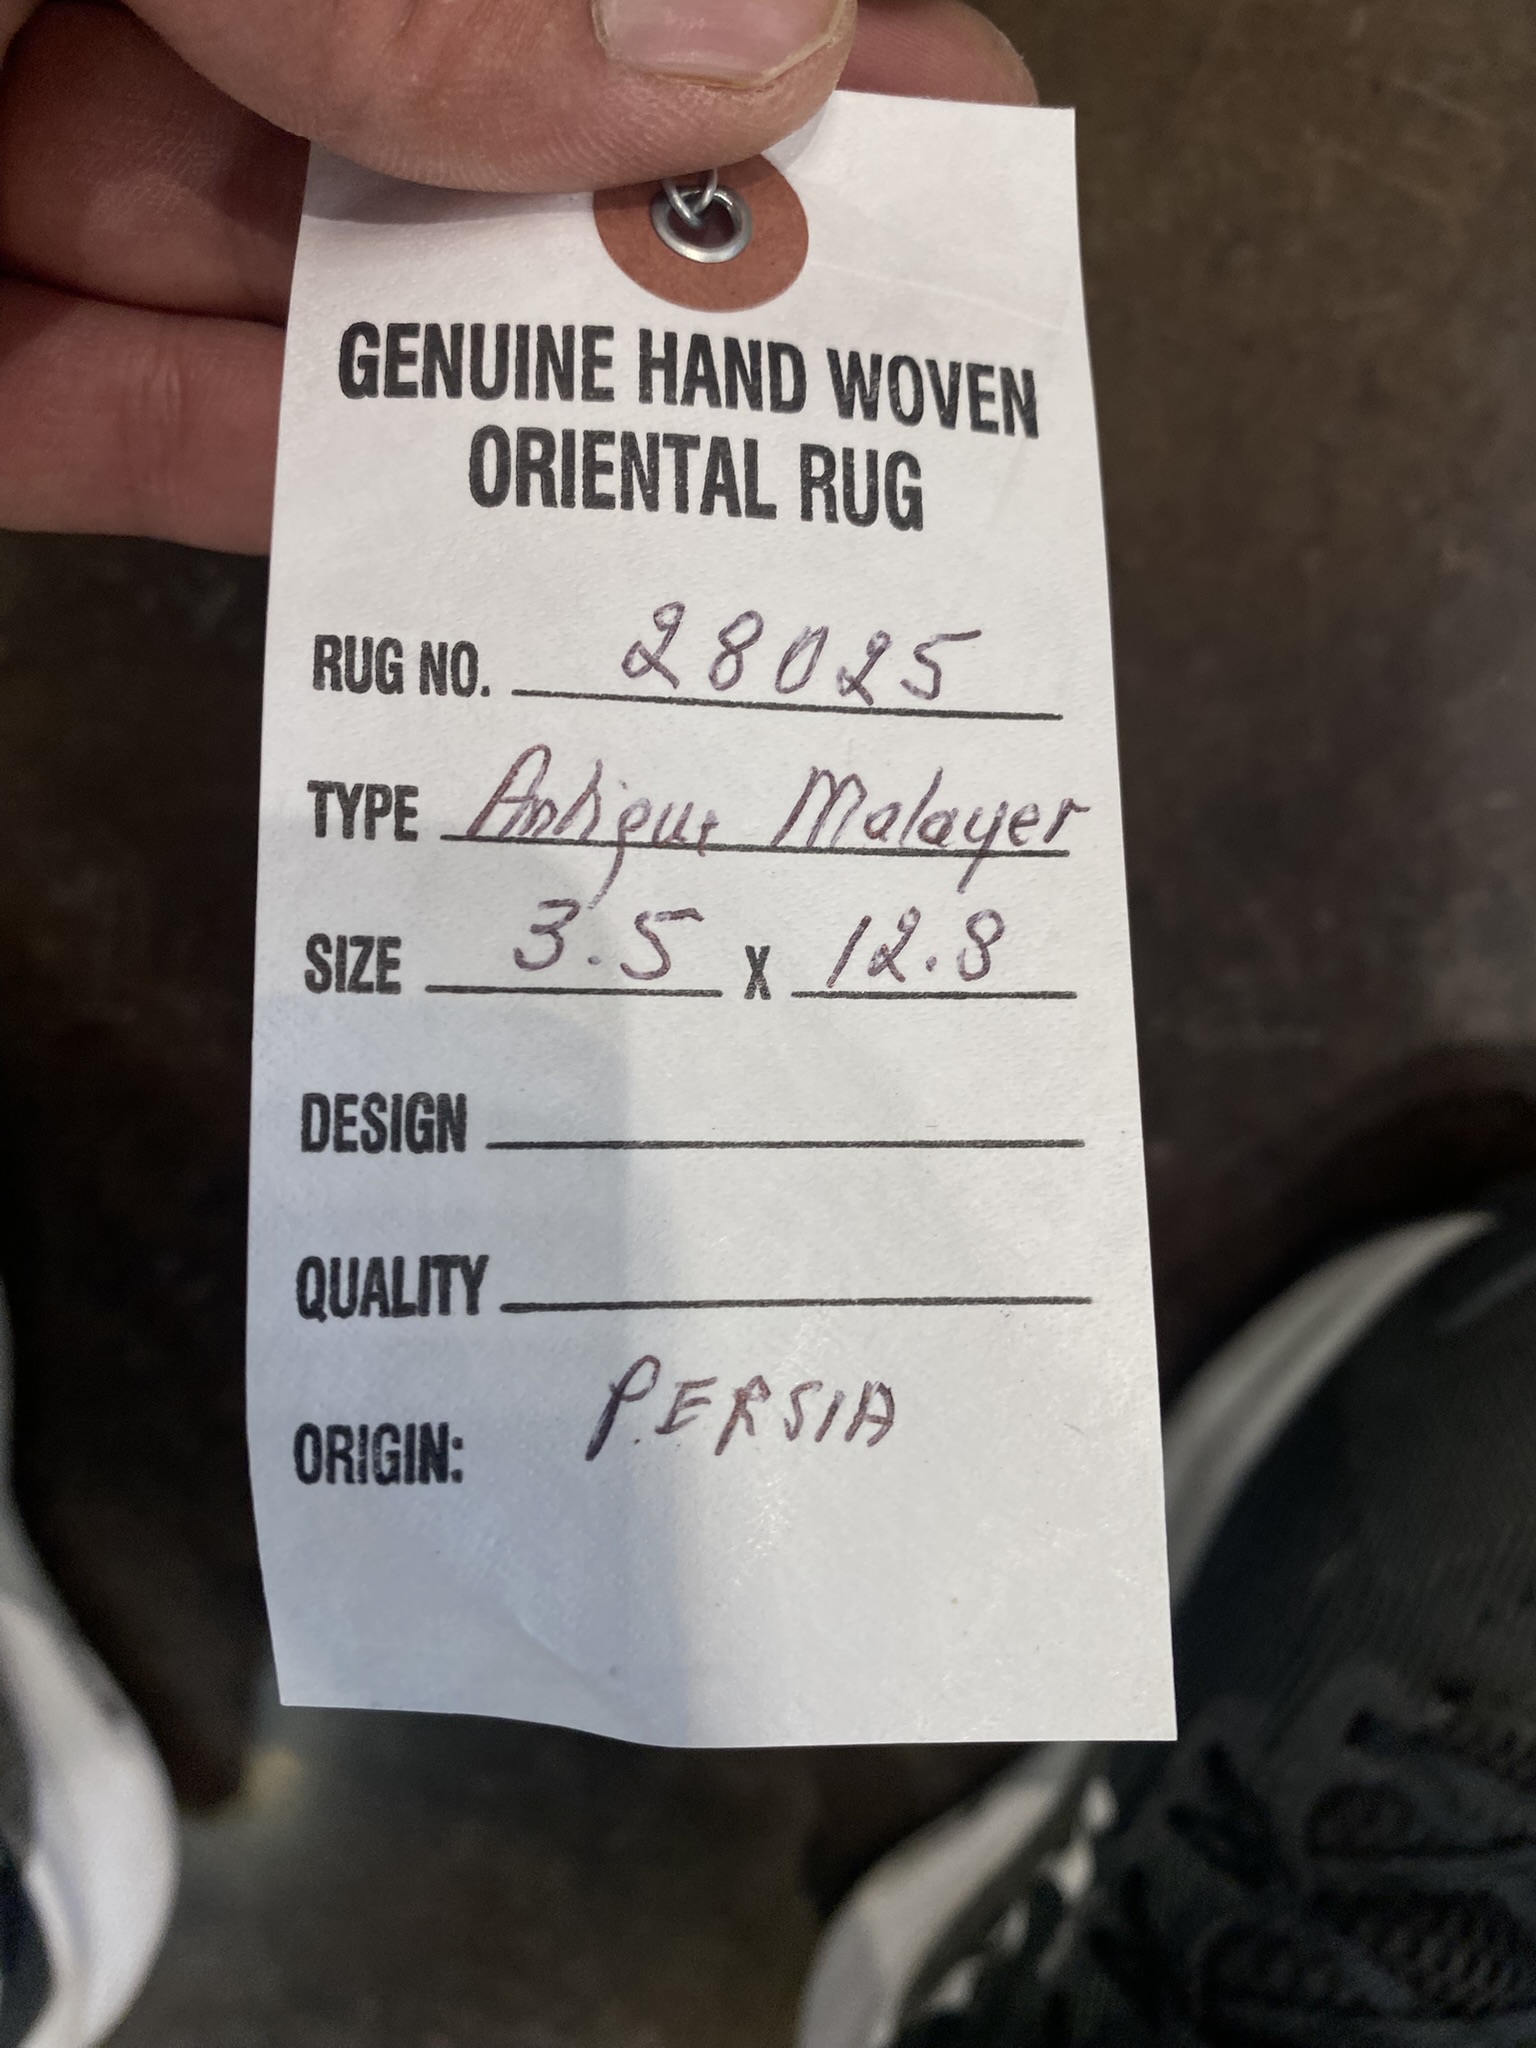 GENUINE HAND WOVEN
ORIENTAL RUG
RUG NO. 28025
TYPE Antique Malayer
SIZE 3.5 X 12.8
DESIGN
QUALITY
ORIGIN: PERSIA